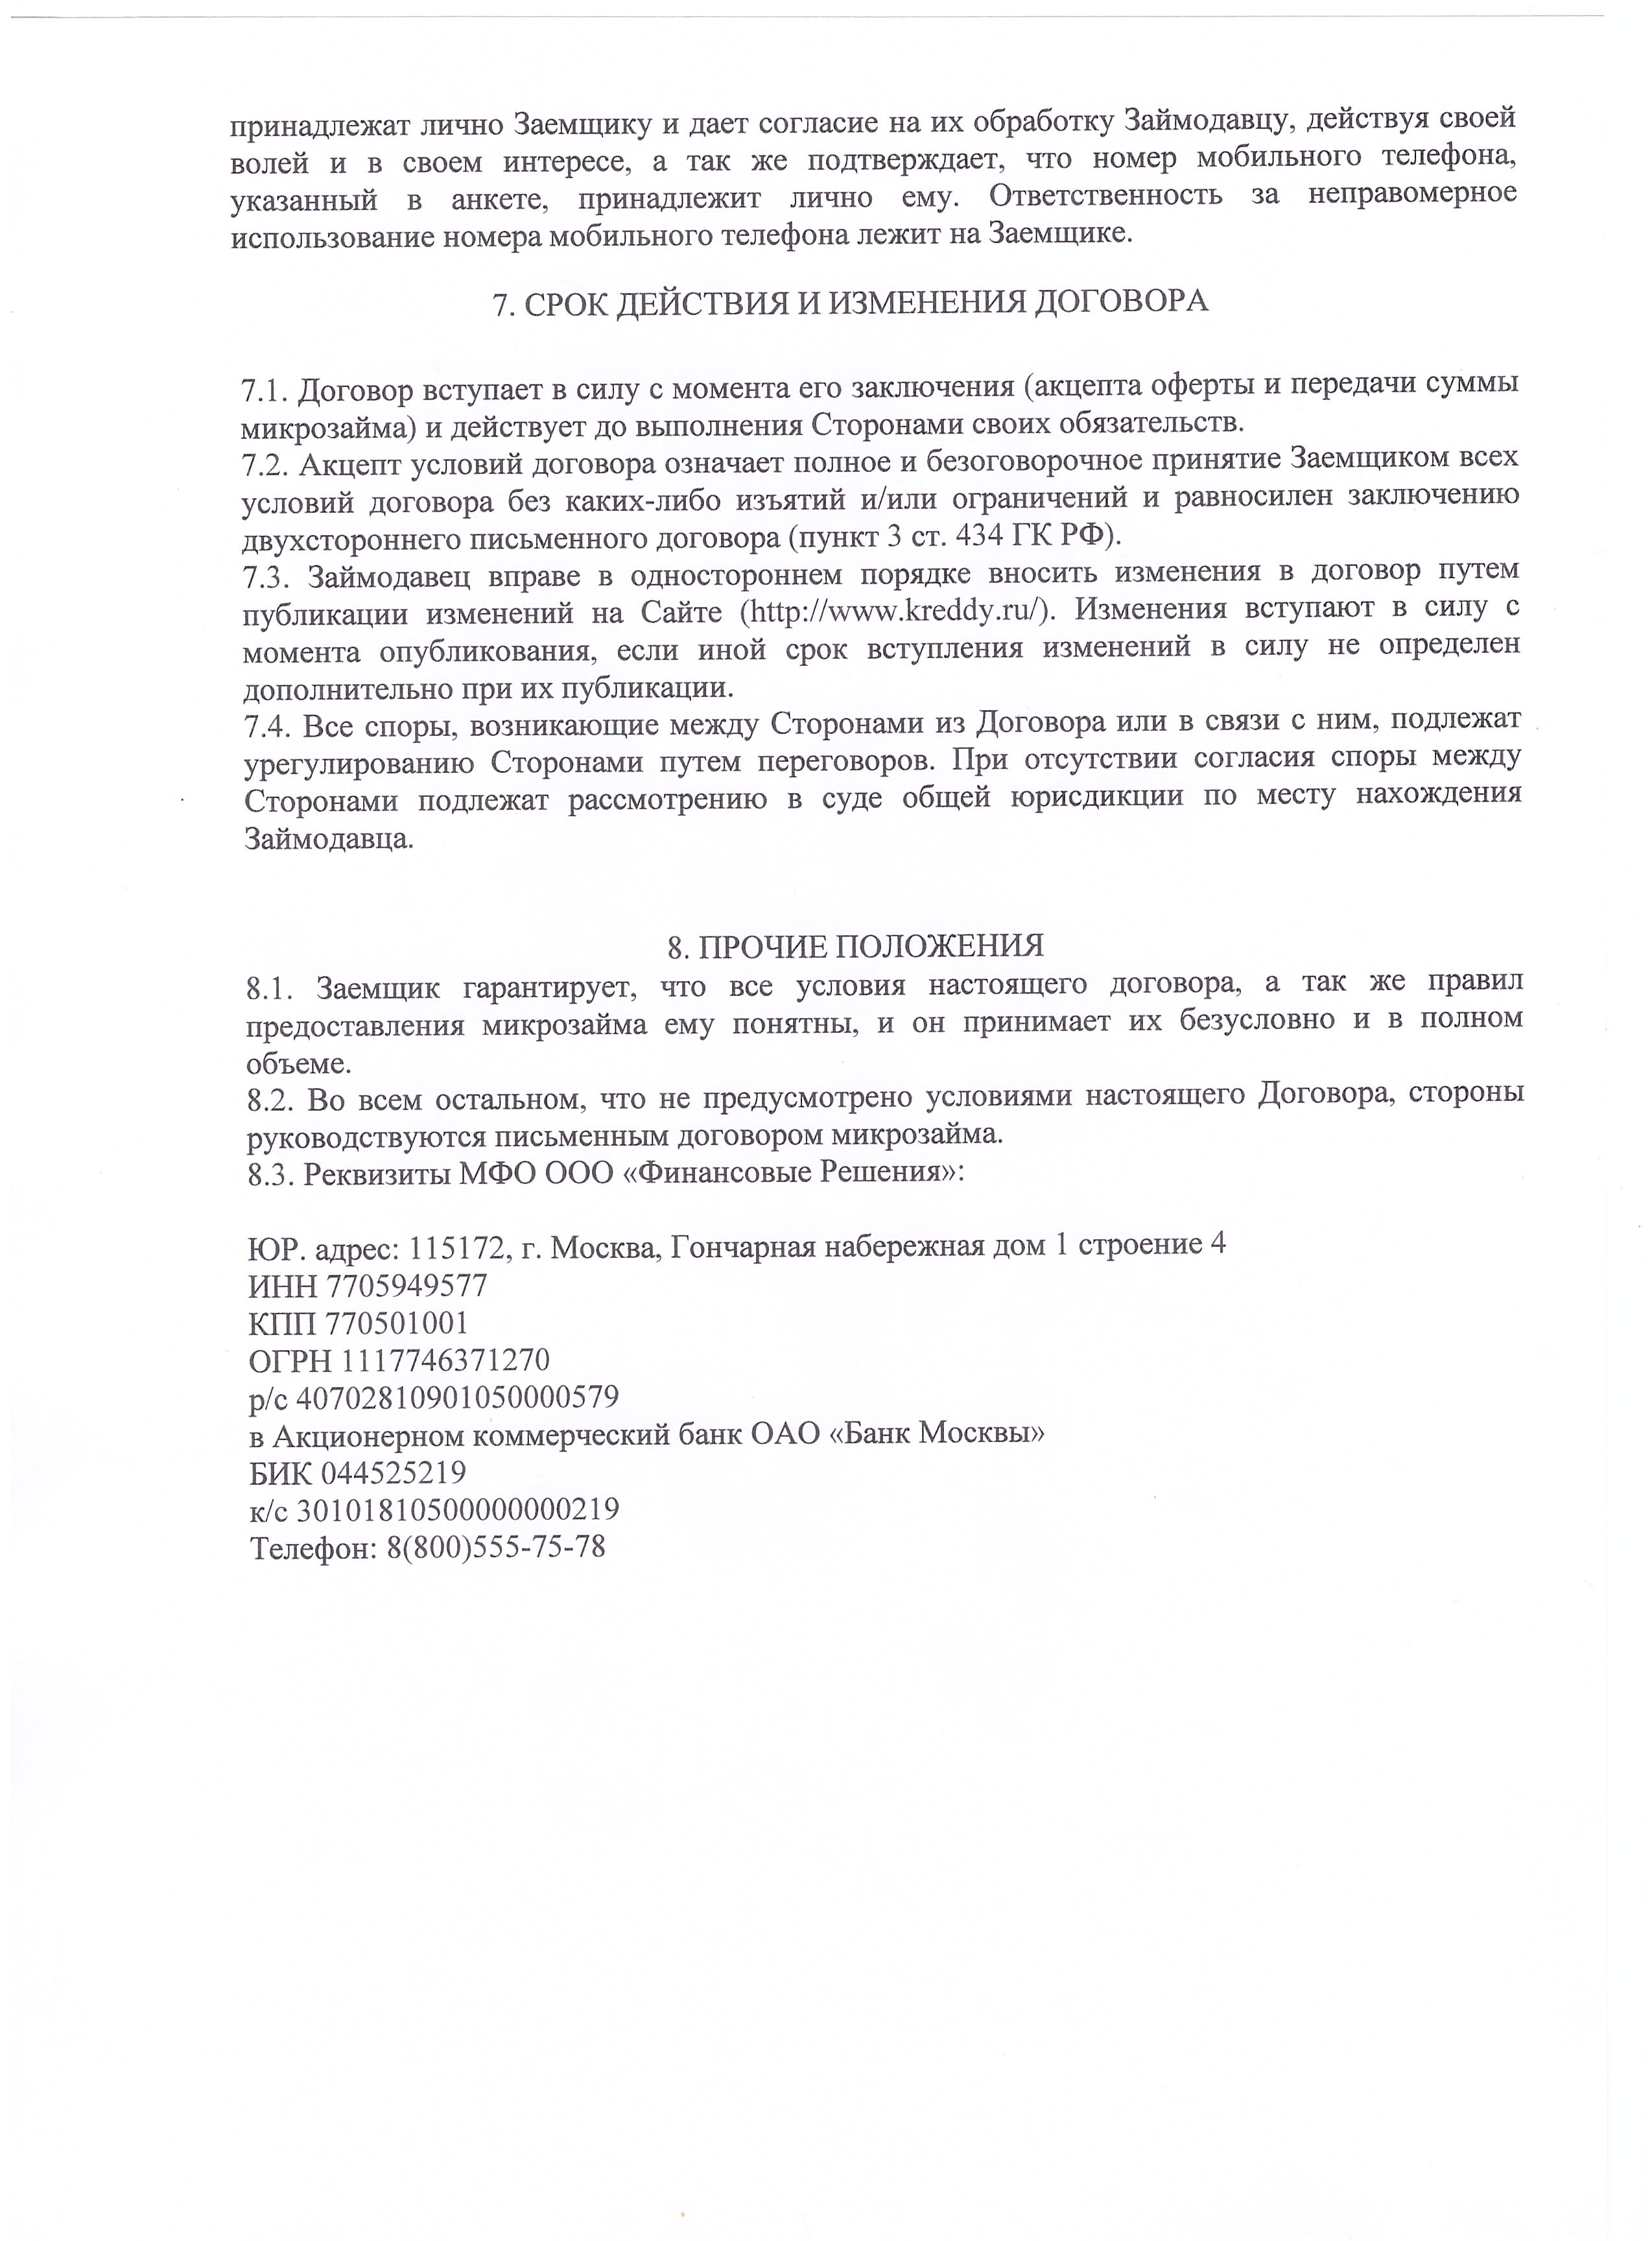 принадлежат лично Заемщику и дает согласие на их обработку Займодавцу, действуя своей
волей и в своем интересе, а так же подтверждает, что номер мобильного телефона,
указанный в анкете, принадлежит лично ему. Ответственность за неправомерное
использование номера мобильного телефона лежит на Заемщике.
7. СРОК ДЕЙСТВИЯ И ИЗМЕНЕНИЯ ДОГОВОРА
7.1. Договор вступает в силу с момента его заключения (акцепта оферты и передачи суммы
микрозайма) и действует до выполнения Сторонами своих обязательств.
7.2. Акцепт условий договора означает полное и безоговорочное принятие Заемщиком всех
условий договора без каких-либо изъятий и/или ограничений и равносилен заключению
двухстороннего письменного договора (пункт 3 ст. 434 ГК РФ).
7.3. Займодавец вправе в одностороннем порядке вносить изменения в договор путем
публикации изменений на Сайте (http://www.kreddy.ru/). Изменения вступают в силу с
момента опубликования, если иной срок вступления изменений в силу не определен
дополнительно при их публикации.
7.4. Все споры, возникающие между Сторонами из Договора или в связи с ним, подлежат
урегулированию Сторонами путем переговоров. При отсутствии согласия споры между
Сторонами подлежат рассмотрению в суде общей юрисдикции по месту нахождения
Займодавца.
8. ПРОЧИЕ ПОЛОЖЕНИЯ
8.1. Заемщик гарантирует, что все условия настоящего договора, а так же правил
предоставления микрозайма ему понятны, и он принимает их безусловно и в полном
объеме.
8.2. Во всем остальном, что не предусмотрено условиями настоящего Договора, стороны
руководствуются письменным договором микрозайма.
8.3. Реквизиты МФО ООО «Финансовые Решения»:
ЮР. адрес: 115172, г. Москва, Гончарная набережная дом 1 строение 4
ИНН 7705949577
КПП 770501001
ОГРН 1117746371270
р/с 40702810901050000579
в Акционерном коммерческий банк ОАО «Банк Москвы»
БИК 044525219
к/с 30101810500000000219
Телефон: 8(800)555-75-78